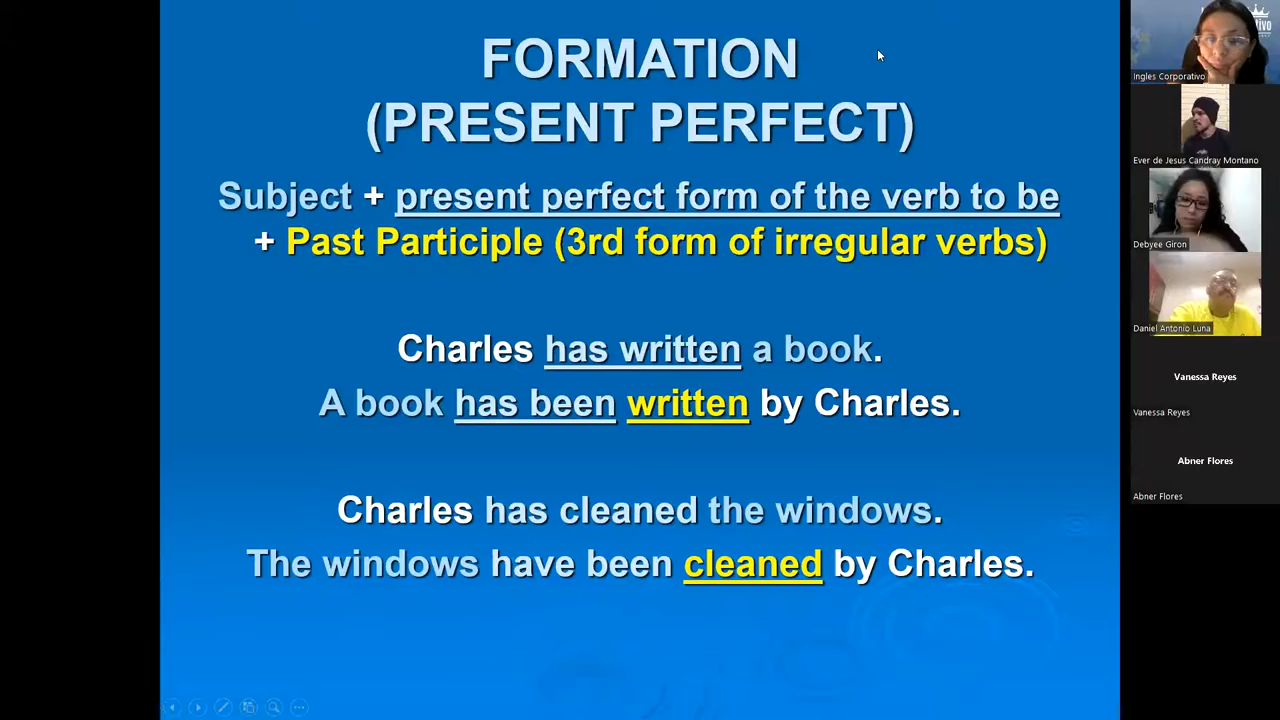 FORMATION
(PRESENT PERFECT)
Subject + present perfect form of the verb to be
+ Past Participle (3rd form of irregular verbs)
Charles has written a book.
A book has been written by Charles.
Charles has cleaned the windows.
The windows have been cleaned by Charles.
Ingles Corporativo
Ever de Jesus Candray Montano
Debyee Giron
Daniel Antonio Luna
Vanessa Reyes
Vanessa Reyes
Abner Flores
Abner Flores